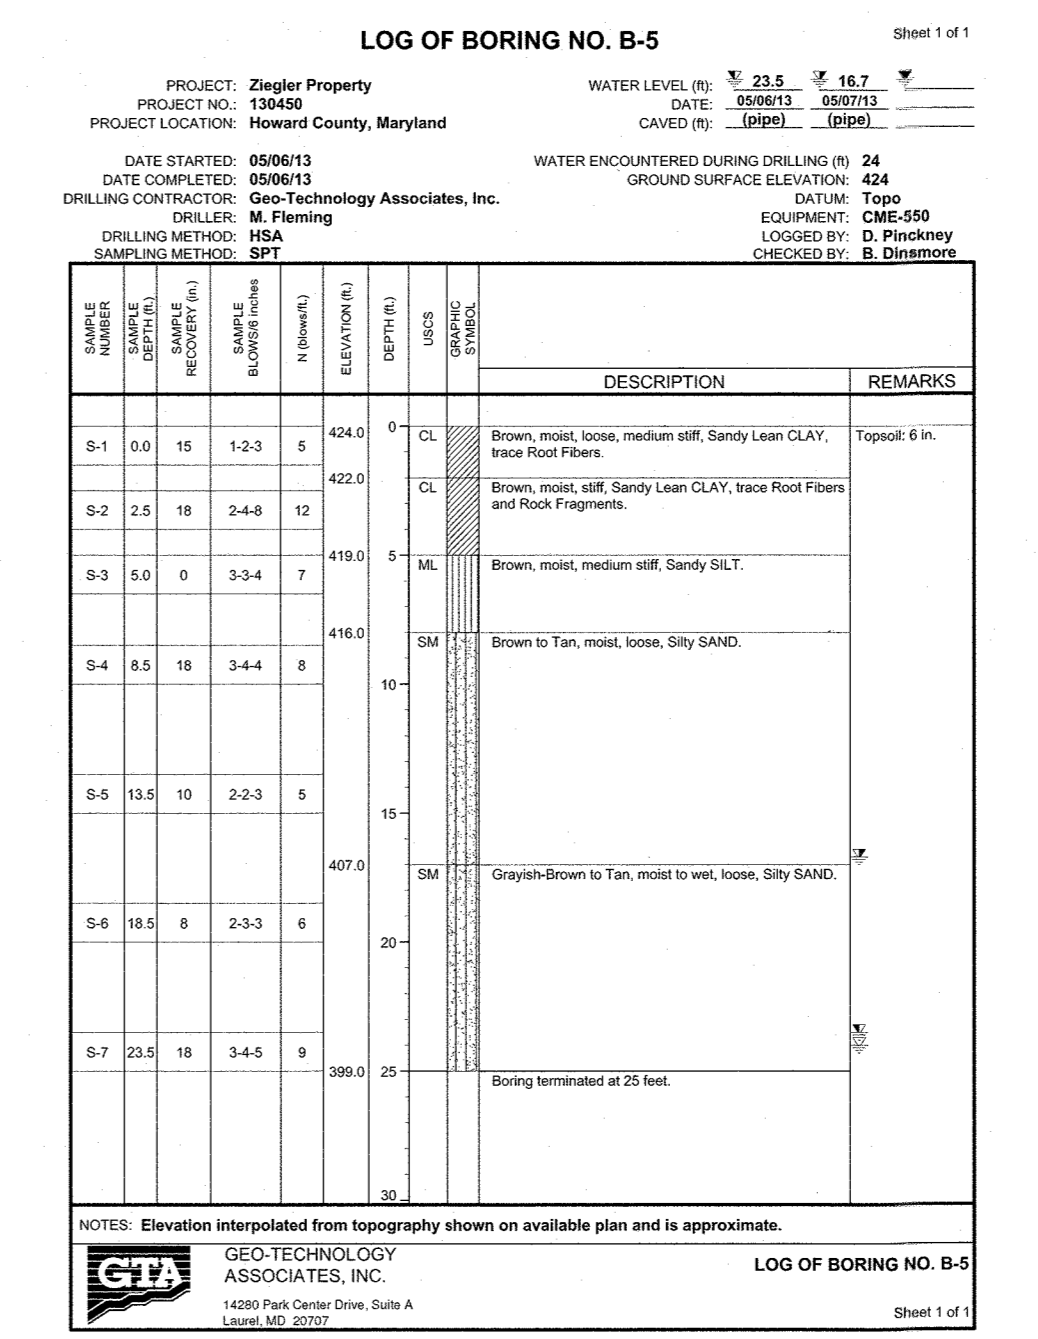 LOG OF BORING NO. B-5
Sheet 1 of 1
PROJECT: Ziegler Property
PROJECT NO.: 130450
PROJECT LOCATION: Howard County, Maryland
WATER LEVEL (ft): 23.5 16.7
DATE: 05/06/13 05/07/13
CAVED (ft): (pipe) (pipe)
DATE STARTED: 05/06/13
DATE COMPLETED: 05/06/13
DRILLING CONTRACTOR: Geo-Technology Associates, Inc.
DRILLER: M. Fleming
DRILLING METHOD: HSA
SAMPLING METHOD: SPT
WATER ENCOUNTERED DURING DRILLING (ft) 24
GROUND SURFACE ELEVATION: 424
DATUM: Topo
EQUIPMENT: CME-550
LOGGED BY: D. Pinckney
CHECKED BY: B. Dinsmore
SAMPLE NUMBER
SAMPLE DEPTH (ft.)
SAMPLE RECOVERY (in.)
SAMPLE BLOWS/6 inches
N (blows/ft.)
ELEVATION (ft.)
DEPTH (ft.)
USCS
GRAPHIC SYMBOL
DESCRIPTION
REMARKS
424.0 0
S-1 0.0 15 1-2-3 5 CL Brown, moist, loose, medium stiff, Sandy Lean CLAY, Topsoil: 6 in.
trace Root Fibers.
422.0
CL Brown, moist, stiff, Sandy Lean CLAY, trace Root Fibers
S-2 2.5 18 2-4-8 12 and Rock Fragments.
419.0 5
ML Brown, moist, medium stiff, Sandy SILT.
S-3 5.0 0 3-3-4 7
416.0
SM Brown to Tan, moist, loose, Silty SAND.
S-4 8.5 18 3-4-4 8
10
S-5 13.5 10 2-2-3 5
15
407.0
SM Grayish-Brown to Tan, moist to wet, loose, Silty SAND.
S-6 18.5 8 2-3-3 6
20
S-7 23.5 18 3-4-5 9
399.0 25
Boring terminated at 25 feet.
30
NOTES: Elevation interpolated from topography shown on available plan and is approximate.
GTA
GEO-TECHNOLOGY
ASSOCIATES, INC.
14280 Park Center Drive, Suite A
Laurel, MD 20707
LOG OF BORING NO. B-5
Sheet 1 of 1